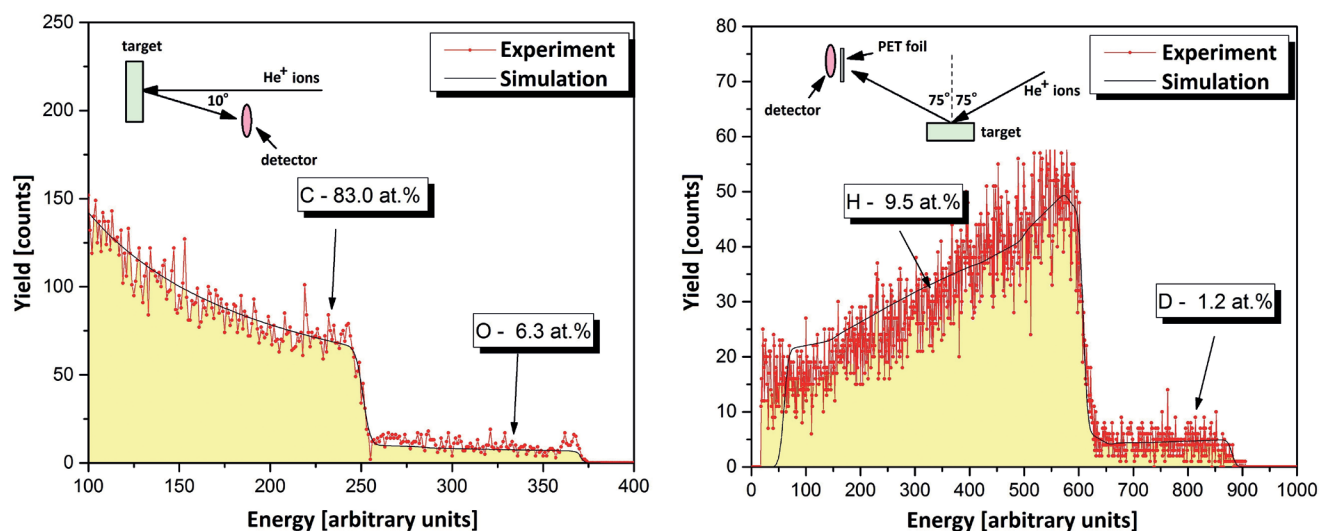 250
200
150
100
50
0
Yield [counts]
target
He⁺ ions
10°
detector
Experiment
Simulation
C - 83.0 at.%
O - 6.3 at.%
100
150
200
250
300
350
400
Energy [arbitrary units]
80
70
60
50
40
30
20
10
0
Yield [counts]
PET foil
detector
75° 75°
He⁺ ions
target
Experiment
Simulation
H - 9.5 at.%
D - 1.2 at.%
0
100
200
300
400
500
600
700
800
900
1000
Energy [arbitrary units]